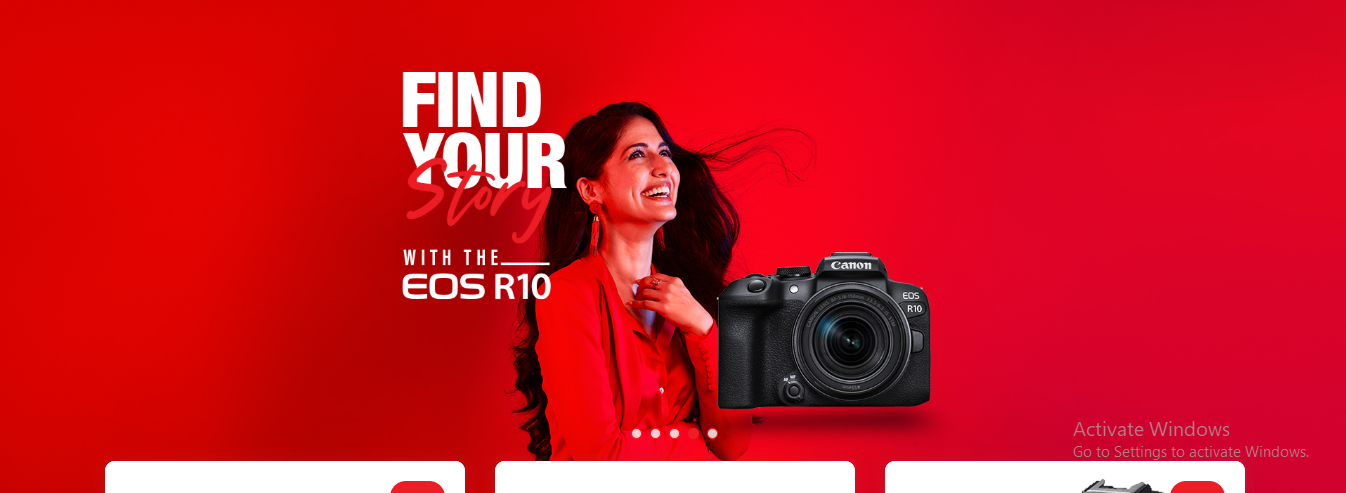 FIND
YOUR
Story
WITH THE
EOS R10
Canon
EOS
R10
Activate Windows
Go to Settings to activate Windows.